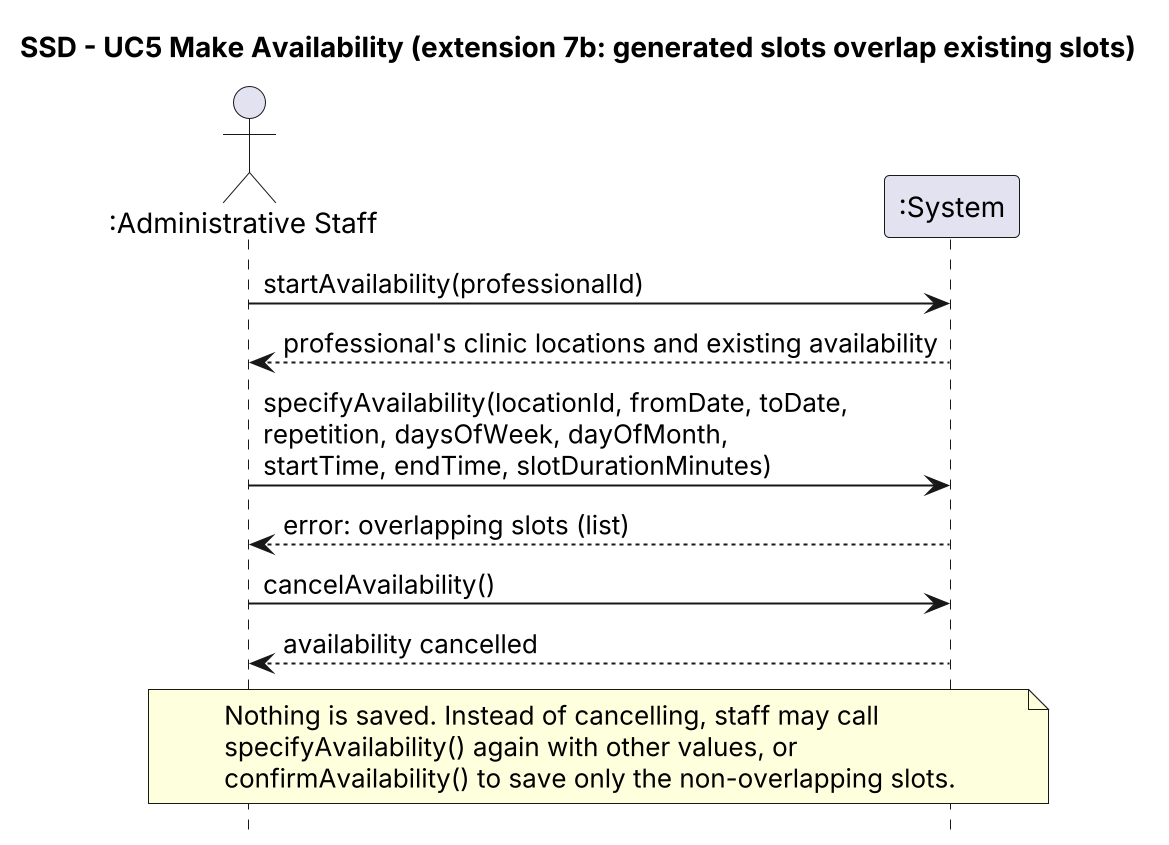 SSD - UC5 Make Availability (extension 7b: generated slots overlap existing slots)
:Administrative Staff
:System
startAvailability(professionalId)
professional's clinic locations and existing availability
specifyAvailability(locationId, fromDate, toDate,
repetition, daysOfWeek, dayOfMonth,
startTime, endTime, slotDurationMinutes)
error: overlapping slots (list)
cancelAvailability()
availability cancelled
Nothing is saved. Instead of cancelling, staff may call
specifyAvailability() again with other values, or
confirmAvailability() to save only the non-overlapping slots.